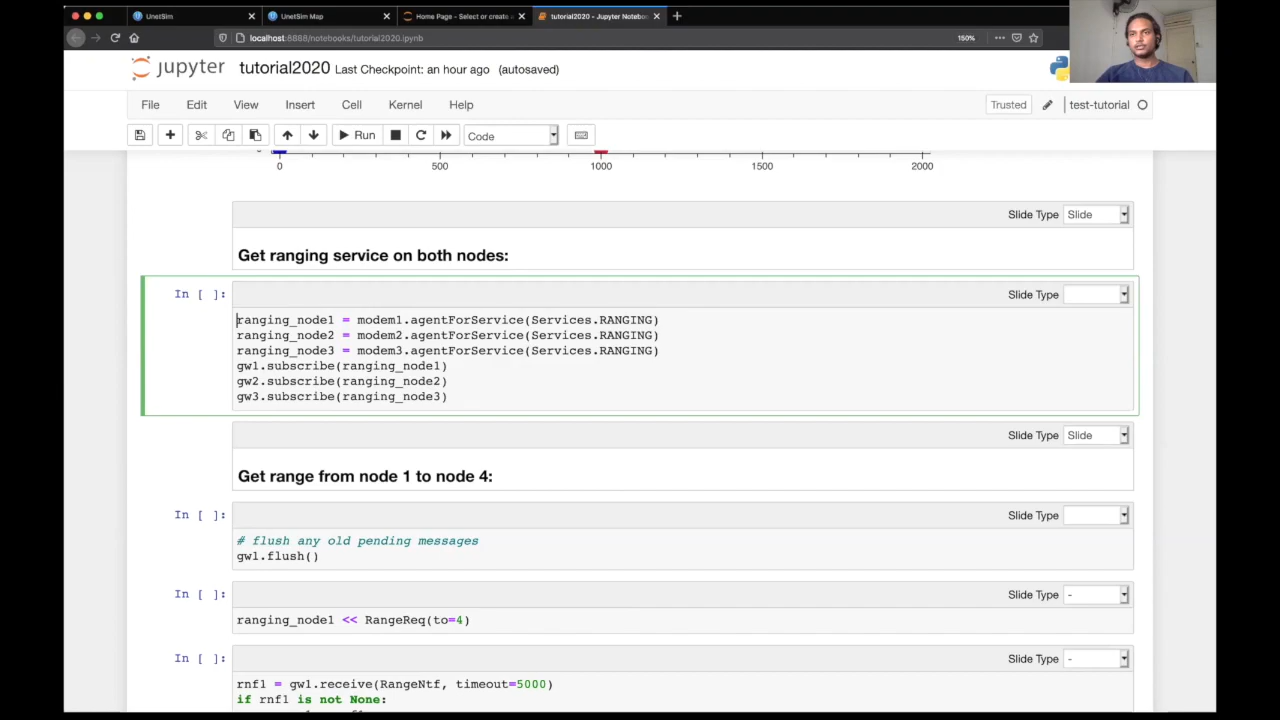 UnetSim
UnetSim Map
Home Page - Select or create a
tutorial2020 - Jupyter Notebo
localhost:8888/notebooks/tutorial2020.ipynb
150%
jupyter tutorial2020 Last Checkpoint: an hour ago (autosaved)
File Edit View Insert Cell Kernel Help
Trusted test-tutorial
Run Code
0 500 1000 1500 2000
Slide Type Slide
Get ranging service on both nodes:
In [ ]: Slide Type
ranging_node1 = modem1.agentForService(Services.RANGING)
ranging_node2 = modem2.agentForService(Services.RANGING)
ranging_node3 = modem3.agentForService(Services.RANGING)
gw1.subscribe(ranging_node1)
gw2.subscribe(ranging_node2)
gw3.subscribe(ranging_node3)
Slide Type Slide
Get range from node 1 to node 4:
In [ ]: Slide Type
# flush any old pending messages
gw1.flush()
In [ ]: Slide Type -
ranging_node1 << RangeReq(to=4)
In [ ]: Slide Type -
rnf1 = gw1.receive(RangeNtf, timeout=5000)
if rnf1 is not None: